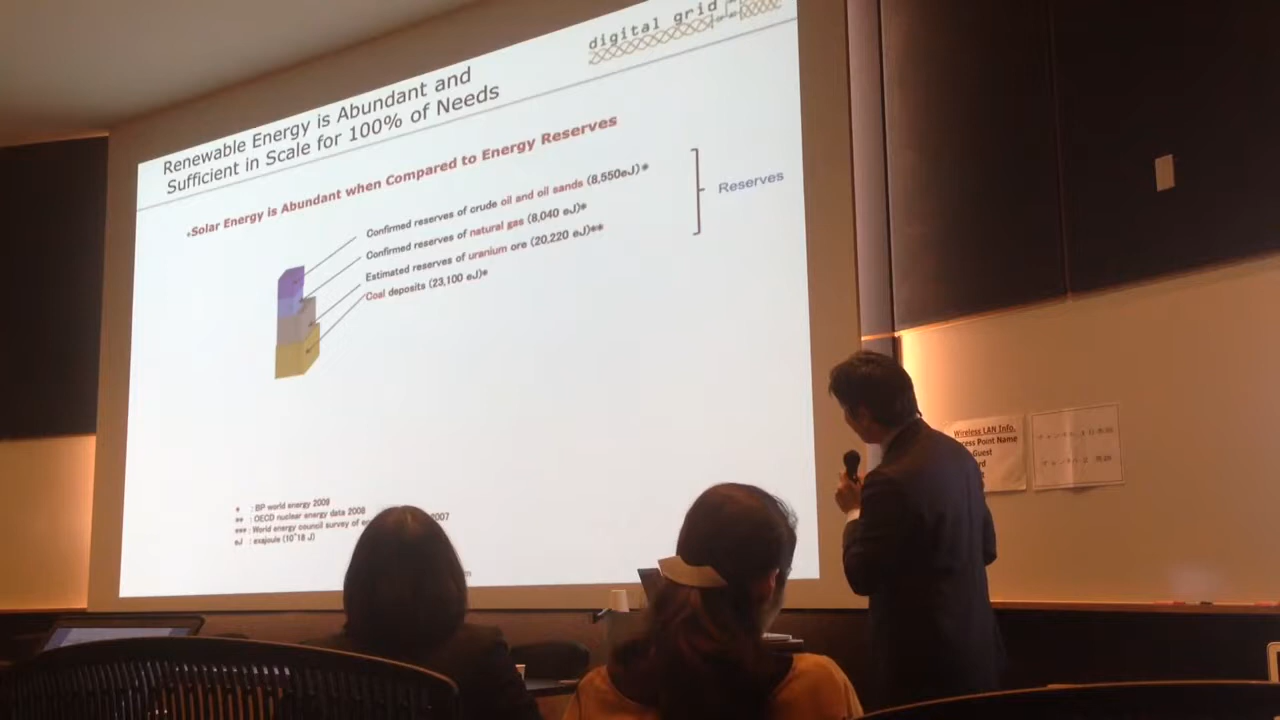 digital grid
Renewable Energy is Abundant and
Sufficient in Scale for 100% of Needs
Solar Energy is Abundant when Compared to Energy Reserves
Confirmed reserves of crude oil and oil sands (8,550eJ)*
Confirmed reserves of natural gas (8,040 eJ)*
Estimated reserves of uranium ore (20,220 eJ)**
Coal deposits (23,100 eJ)*
Reserves
* : BP world energy 2009
** : OECD nuclear energy data 2008
*** : World energy council survey of 2007
eJ : exajoule (10^18 J)
Wireless LAN Info.
Point Name
Guest